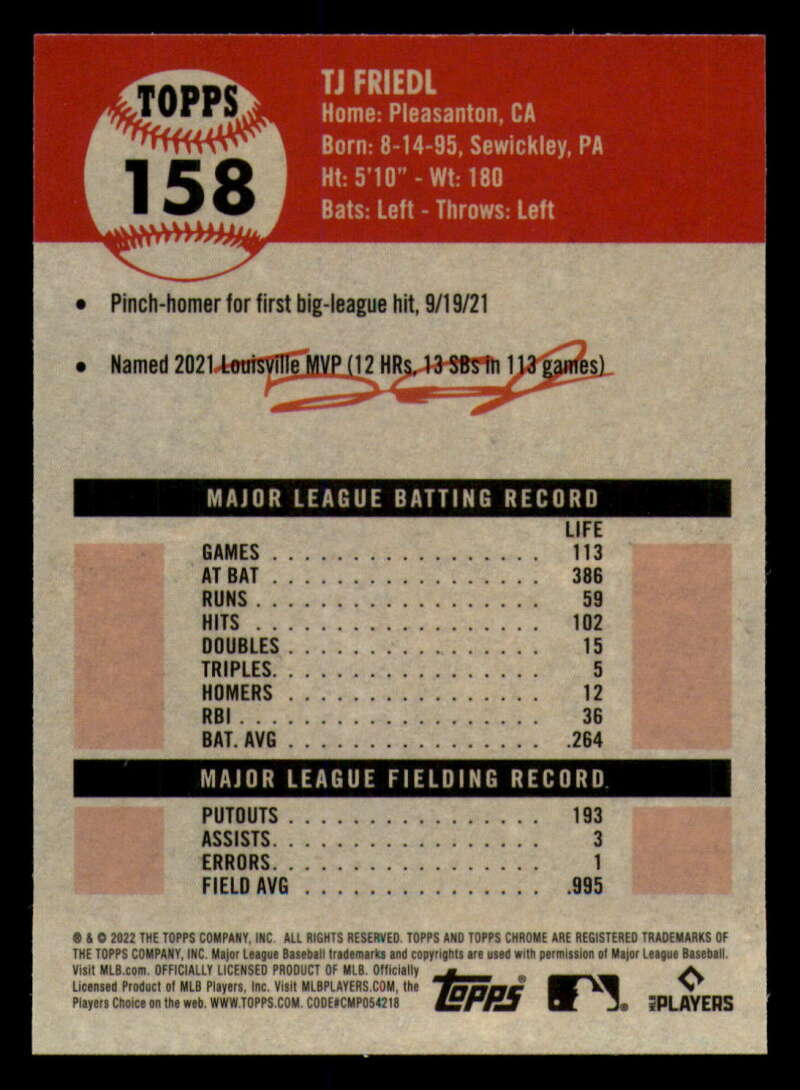 TOPPS
158
TJ FRIEDL
Home: Pleasanton, CA
Born: 8-14-95, Sewickley, PA
Ht: 5'10" - Wt: 180
Bats: Left - Throws: Left
• Pinch-homer for first big-league hit, 9/19/21
• Named 2021 Louisville MVP (12 HRs, 13 SBs in 113 games)
MAJOR LEAGUE BATTING RECORD
LIFE
GAMES . . . . . . . . . . . . . . . . 113
AT BAT . . . . . . . . . . . . . . . . 386
RUNS . . . . . . . . . . . . . . . . . 59
HITS . . . . . . . . . . . . . . . . . 102
DOUBLES . . . . . . . . . . . . . . . 15
TRIPLES. . . . . . . . . . . . . . . . 5
HOMERS . . . . . . . . . . . . . . . 12
RBI . . . . . . . . . . . . . . . . . . 36
BAT. AVG . . . . . . . . . . . . . . . .264
MAJOR LEAGUE FIELDING RECORD
PUTOUTS . . . . . . . . . . . . . . . 193
ASSISTS. . . . . . . . . . . . . . . . 3
ERRORS. . . . . . . . . . . . . . . . 1
FIELD AVG . . . . . . . . . . . . . . .995
® & © 2022 THE TOPPS COMPANY, INC. ALL RIGHTS RESERVED. TOPPS AND TOPPS CHROME ARE REGISTERED TRADEMARKS OF
THE TOPPS COMPANY, INC. Major League Baseball trademarks and copyrights are used with permission of Major League Baseball.
Visit MLB.com. OFFICIALLY LICENSED PRODUCT OF MLB. Officially
Licensed Product of MLB Players, Inc. Visit MLBPLAYERS.COM, the
Players Choice on the web. WWW.TOPPS.COM. CODE#CMP054218
TOPPS®
PLAYERS